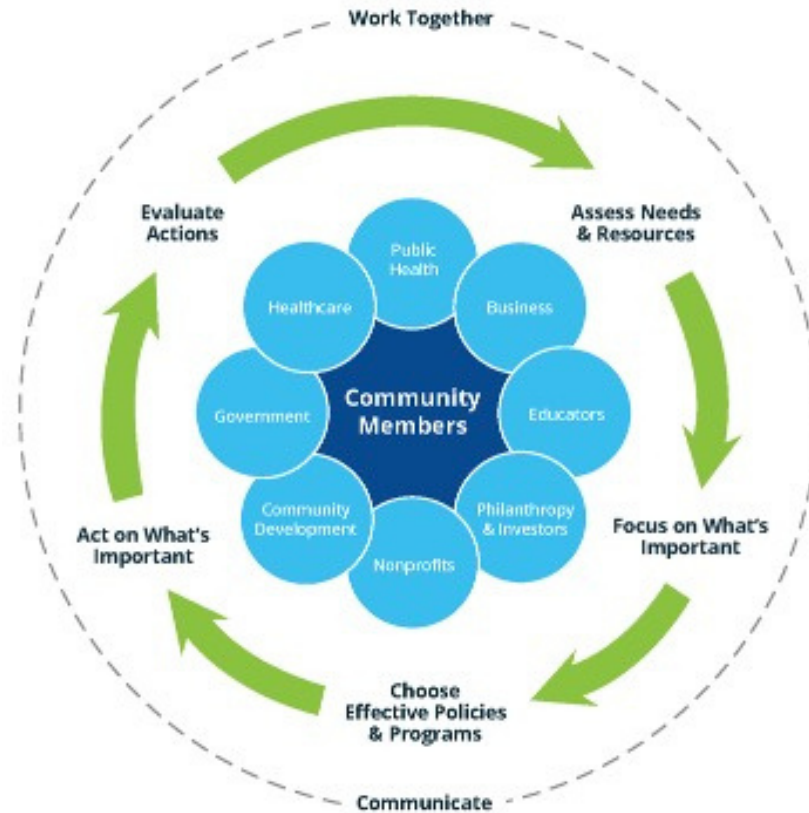 Work Together
Evaluate
Actions
Assess Needs
& Resources
Public
Health
Healthcare
Business
Government
Community
Members
Educators
Community
Development
Philanthropy
& Investors
Nonprofits
Act on What's
Important
Focus on What's
Important
Choose
Effective Policies
& Programs
Communicate